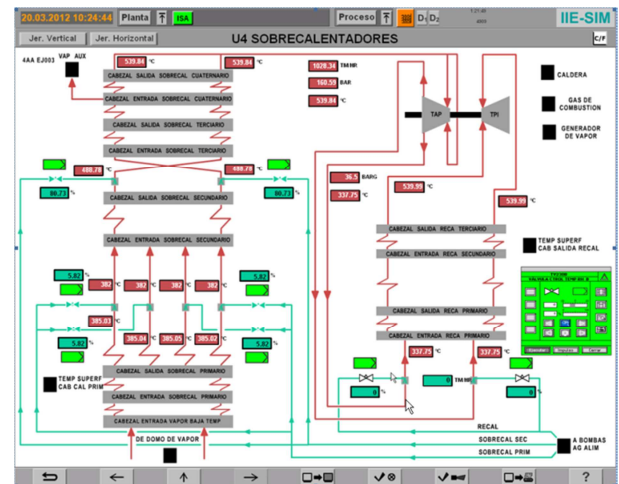 20.03.2012 10:24:44 Planta ISA Proceso D1 D2 IIE-SIM
Jer. Vertical Jer. Horizontal U4 SOBRECALENTADORES C/F
VAP AUX
4AA EJ003
539.84 °C 539.84 °C
CABEZAL SALIDA SOBRECAL CUATERNARIO
CABEZAL ENTRADA SOBRECAL CUATERNARIO
CABEZAL SALIDA SOBRECAL TERCIARIO
CABEZAL ENTRADA SOBRECAL TERCIARIO
1029.34 TM/HR
160.59 BAR
539.84 °C
TAP TPI
CALDERA
GAS DE
COMBUSTION
GENERADOR
DE VAPOR
480.78 °C 480.78 °C
80.73 % 80.73 %
36.5 BARG
337.75 °C
539.99 °C
539.99 °C
CABEZAL SALIDA SOBRECAL SECUNDARIO
CABEZAL ENTRADA SOBRECAL SECUNDARIO
CABEZAL SALIDA RECA TERCIARIO
CABEZAL ENTRADA RECA SECUNDARIO
TEMP SUPERF
CAB SALIDA RECAL
5.82 % 5.82 %
382 °C 382 °C 382 °C 382 °C
385.03 °C
385.04 °C 385.05 °C 385.02 °C
5.82 % 5.82 %
CABEZAL SALIDA RECA PRIMARIO
CABEZAL ENTRADA RECA PRIMARIO
337.75 °C 337.75 °C
CABEZAL SALIDA SOBRECAL PRIMARIO
TEMP SUPERF
CAB CAL PRIM
CABEZAL ENTRADA SOBRECAL PRIMARIO
CABEZAL ENTRADA VAPOR BAJA TEMP
0 TM/HR
0 % 0 %
DE DOMO DE VAPOR
RECAL
SOBRECAL SEC
SOBRECAL PRIM
A BOMBAS
AG ALIM
?